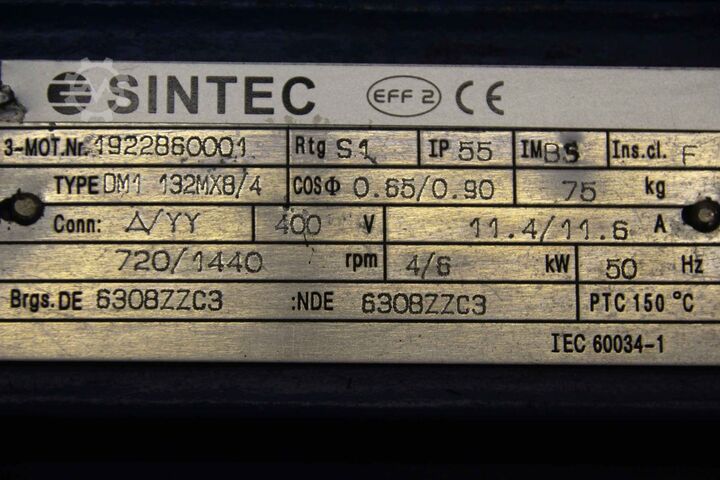 SINTEC EFF 2 CE
3-MOT.Nr. 1922860001 Rtg S1 IP 55 IM B5 Ins.cl. F
TYPE DM1 132MX8/4 COSΦ 0.65/0.90 75 kg
Conn: Δ/YY 400 V 11.4/11.6 A
720/1440 rpm 4/6 kW 50 Hz
Brgs. DE 6308ZZC3 :NDE 6308ZZC3 PTC 150 °C
IEC 60034-1